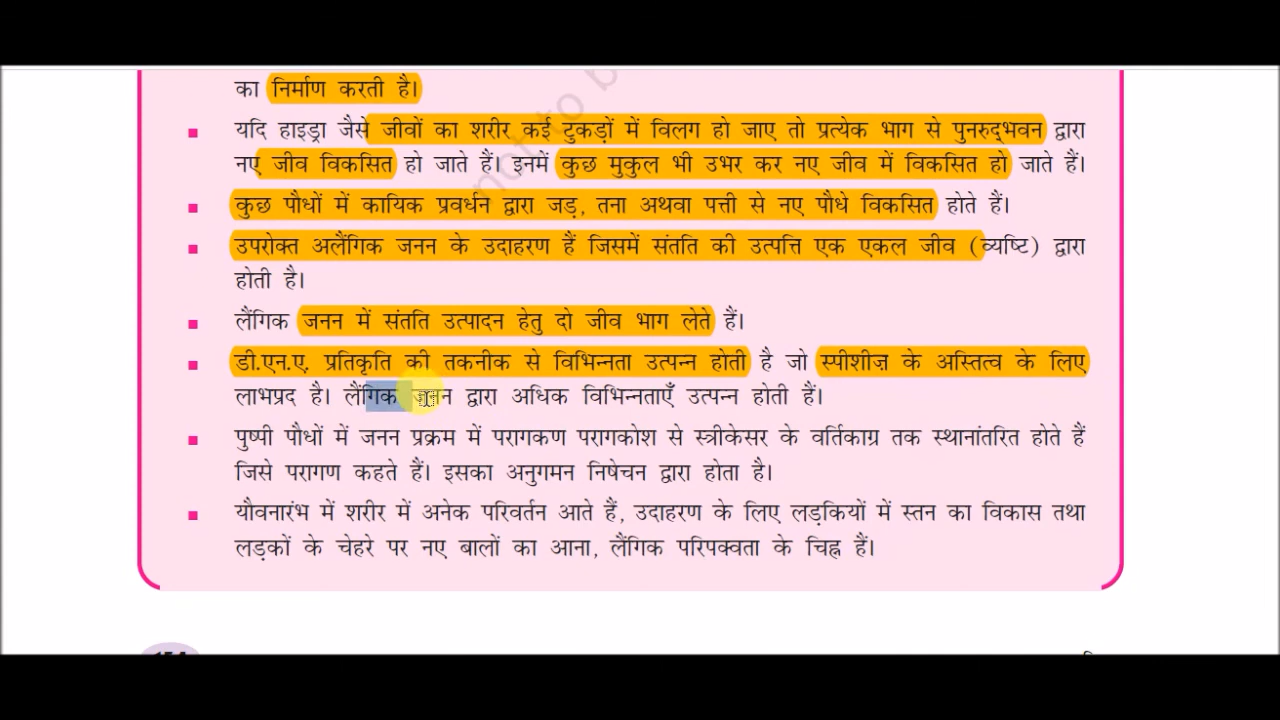 का निर्माण करती है।
यदि हाइड्रा जैसे जीवों का शरीर कई टुकड़ों में विलग हो जाए तो प्रत्येक भाग से पुनरुद्भवन द्वारा
नए जीव विकसित हो जाते हैं। इनमें कुछ मुकुल भी उभर कर नए जीव में विकसित हो जाते हैं।
कुछ पौधों में कायिक प्रवर्धन द्वारा जड़, तना अथवा पत्ती से नए पौधे विकसित होते हैं।
उपरोक्त अलैंगिक जनन के उदाहरण हैं जिसमें संतति की उत्पत्ति एक एकल जीव (व्यष्टि) द्वारा
होती है।
लैंगिक जनन में संतति उत्पादन हेतु दो जीव भाग लेते हैं।
डी.एन.ए. प्रतिकृति की तकनीक से विभिन्नता उत्पन्न होती है जो स्पीशीज़ के अस्तित्व के लिए
लाभप्रद है। लैंगिक जनन द्वारा अधिक विभिन्नताएँ उत्पन्न होती हैं।
पुष्पी पौधों में जनन प्रक्रम में परागकण परागकोश से स्त्रीकेसर के वर्तिकाग्र तक स्थानांतरित होते हैं
जिसे परागण कहते हैं। इसका अनुगमन निषेचन द्वारा होता है।
यौवनारंभ में शरीर में अनेक परिवर्तन आते हैं, उदाहरण के लिए लड़कियों में स्तन का विकास तथा
लड़कों के चेहरे पर नए बालों का आना, लैंगिक परिपक्वता के चिह्न हैं।
not to b